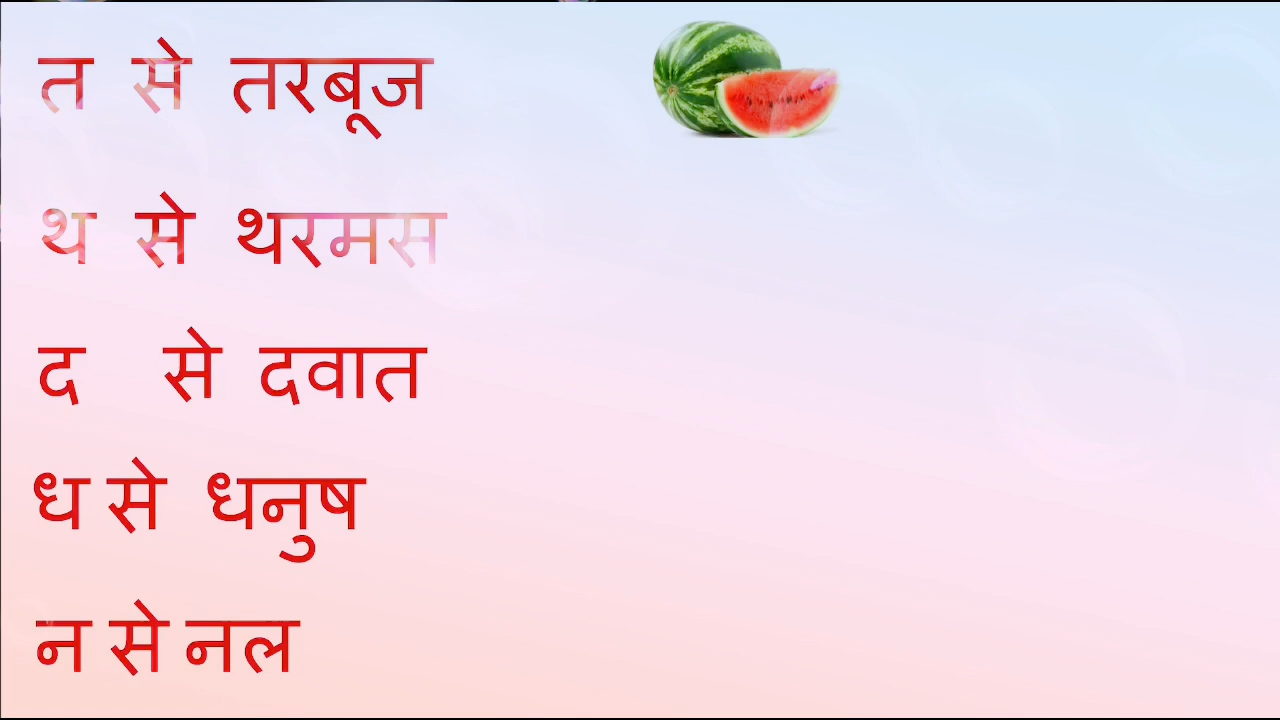 त से तरबूज
थ से थरमस
द से दवात
ध से धनुष
न से नल